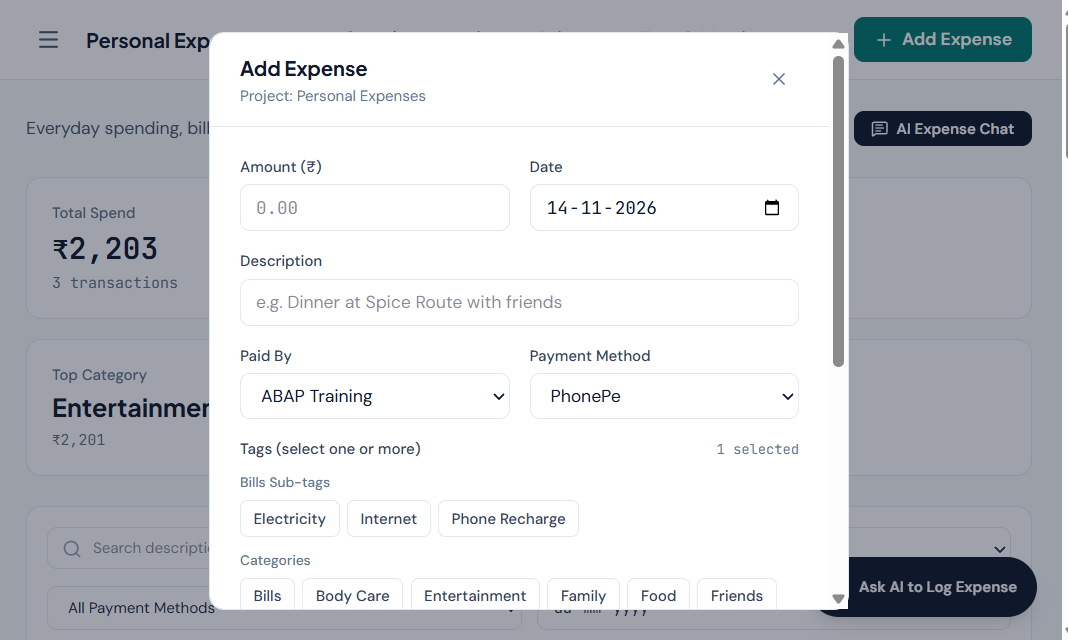 Personal Exp
Add Expense
Everyday spending, bill
AI Expense Chat
Total Spend
₹2,203
3 transactions
Top Category
Entertainmen
₹2,201
Search descriptio
All Payment Methods
Add Expense
Project: Personal Expenses
Amount (₹)
Date
0.00
14-11-2026
Description
e.g. Dinner at Spice Route with friends
Paid By
Payment Method
ABAP Training
PhonePe
Tags (select one or more)
1 selected
Bills Sub-tags
Electricity
Internet
Phone Recharge
Categories
Bills
Body Care
Entertainment
Family
Food
Friends
Ask AI to Log Expense